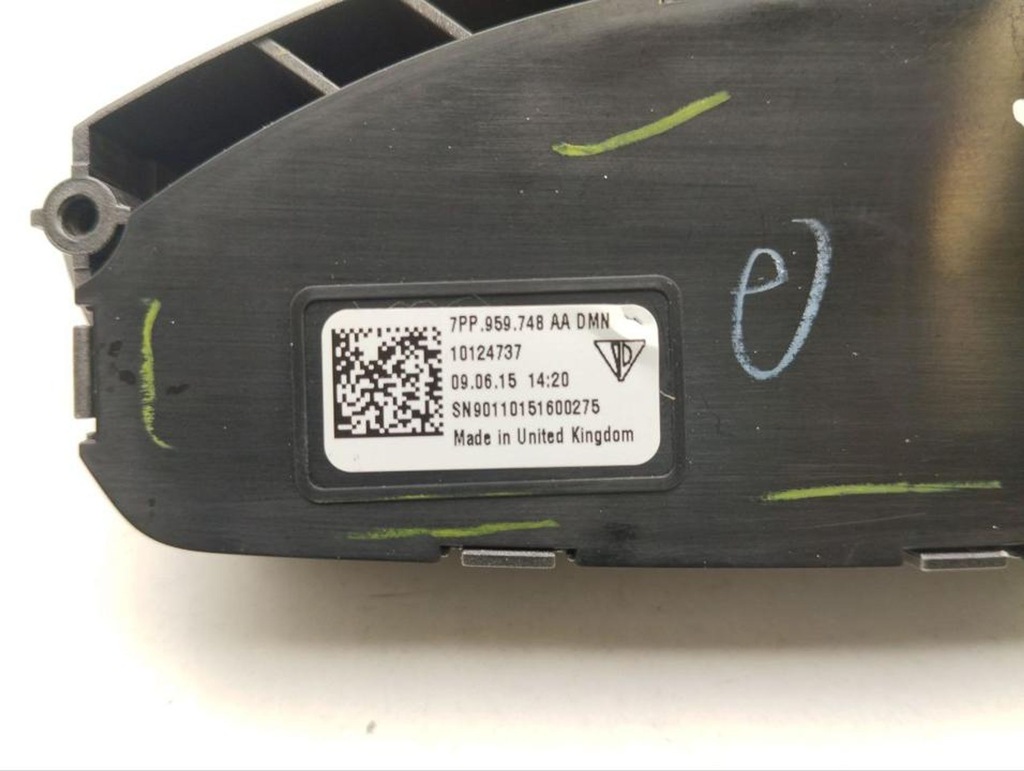 7PP.959.748 AA DMN
10124737
09.06.15 14:20
SN90110151600275
Made in United Kingdom